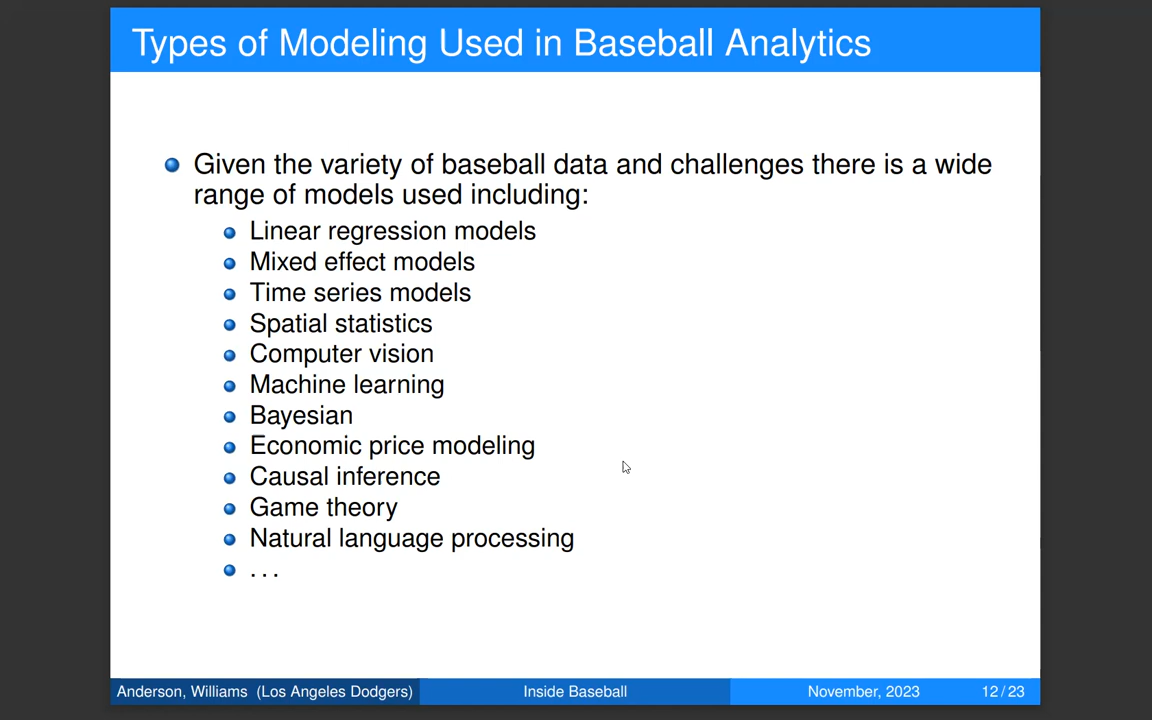 Types of Modeling Used in Baseball Analytics
Given the variety of baseball data and challenges there is a wide
range of models used including:
Linear regression models
Mixed effect models
Time series models
Spatial statistics
Computer vision
Machine learning
Bayesian
Economic price modeling
Causal inference
Game theory
Natural language processing
...
Anderson, Williams (Los Angeles Dodgers) Inside Baseball November, 2023 12 / 23